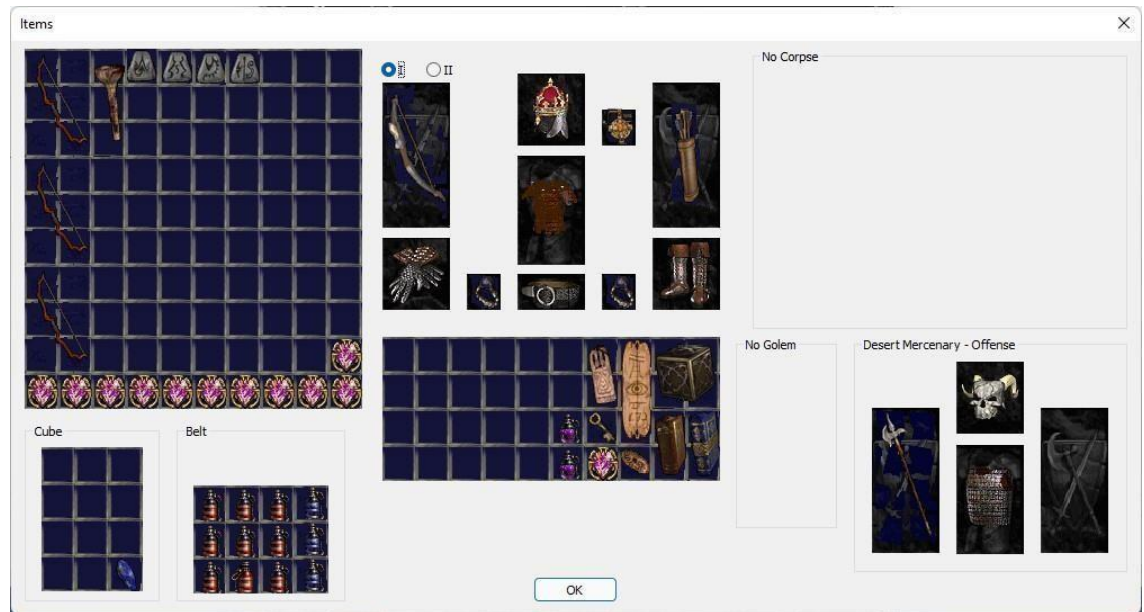 Items
II
No Corpse
No Golem
Desert Mercenary - Offense
Cube
Belt
OK